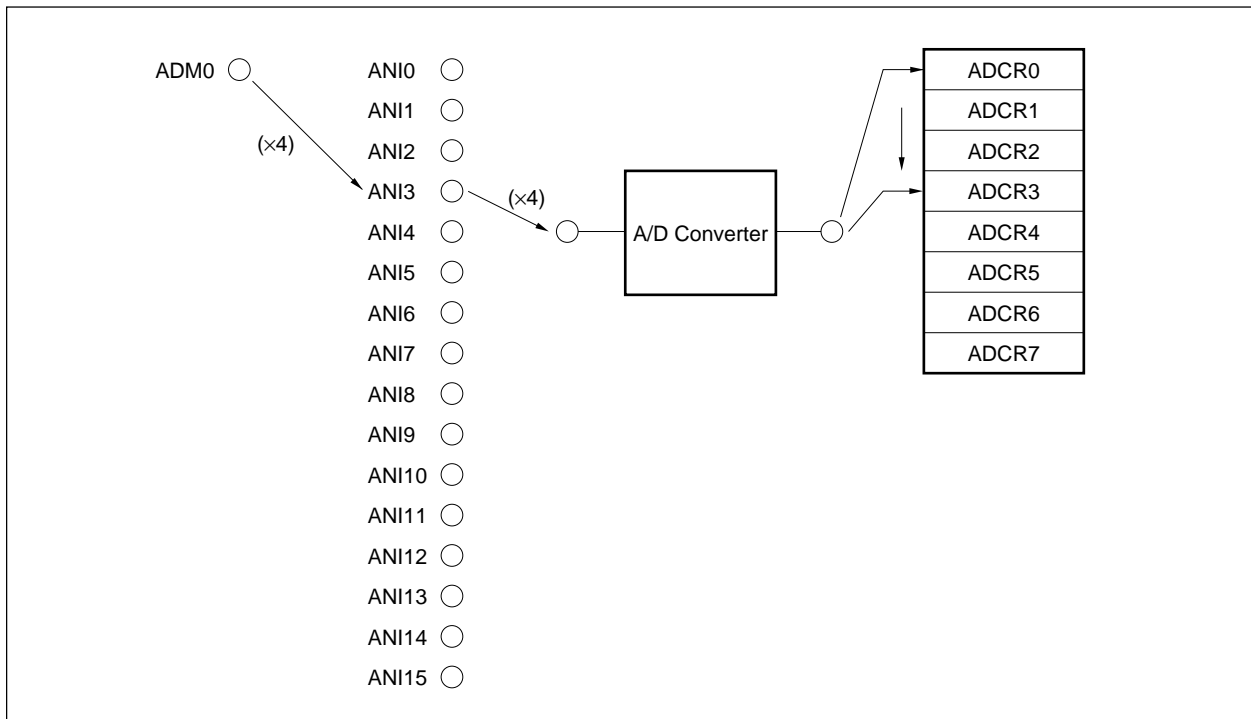 ADM0
(×4)
ANI0
ANI1
ANI2
ANI3
ANI4
ANI5
ANI6
ANI7
ANI8
ANI9
ANI10
ANI11
ANI12
ANI13
ANI14
ANI15
(×4)
A/D Converter
ADCR0
ADCR1
ADCR2
ADCR3
ADCR4
ADCR5
ADCR6
ADCR7